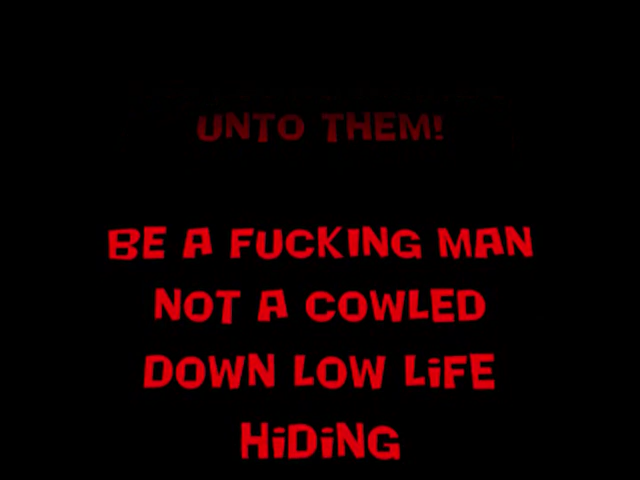 UNTO THEM!
BE A FUCKING MAN
NOT A COWLED
DOWN LOW LiFE
HiDiNG